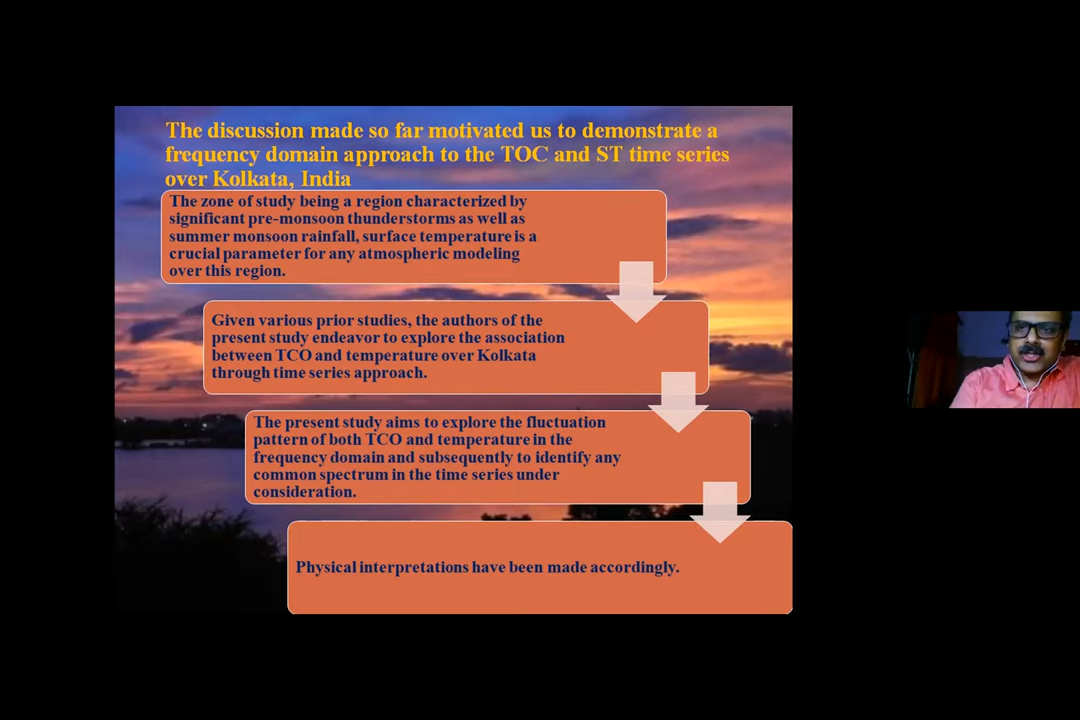 The discussion made so far motivated us to demonstrate a
frequency domain approach to the TOC and ST time series
over Kolkata, India
The zone of study being a region characterized by
significant pre-monsoon thunderstorms as well as
summer monsoon rainfall, surface temperature is a
crucial parameter for any atmospheric modeling
over this region.
Given various prior studies, the authors of the
present study endeavor to explore the association
between TCO and temperature over Kolkata
through time series approach.
The present study aims to explore the fluctuation
pattern of both TCO and temperature in the
frequency domain and subsequently to identify any
common spectrum in the time series under
consideration.
Physical interpretations have been made accordingly.